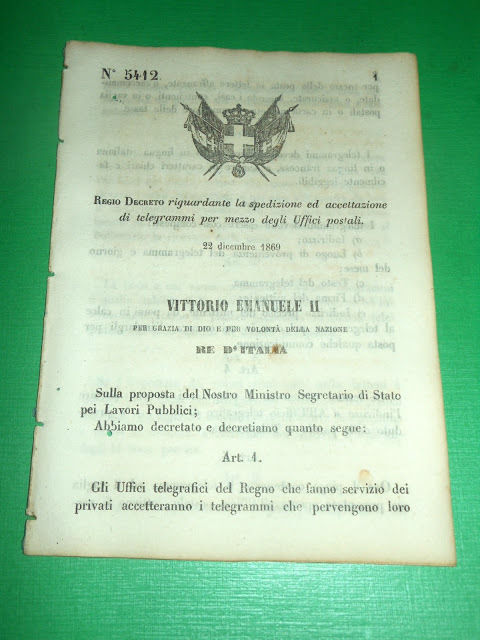 N° 5412.
1
REGIO DECRETO riguardante la spedizione ed accettazione
di telegrammi per mezzo degli Uffici postali.
22 dicembre 1869
VITTORIO EMANUELE II
PER GRAZIA DI DIO E PER VOLONTÀ DELLA NAZIONE
RE D'ITALIA
Sulla proposta del Nostro Ministro Segretario di Stato
pei Lavori Pubblici;
Abbiamo decretato e decretiamo quanto segue:
Art. 1.
Gli Uffici telegrafici del Regno che fanno servizio dei
privati accetteranno i telegrammi che pervengono loro